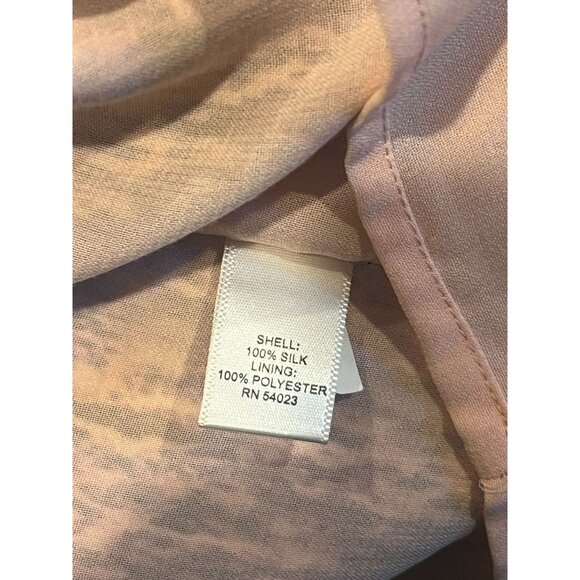 SHELL:
100% SILK
LINING:
100% POLYESTER
RN 54023